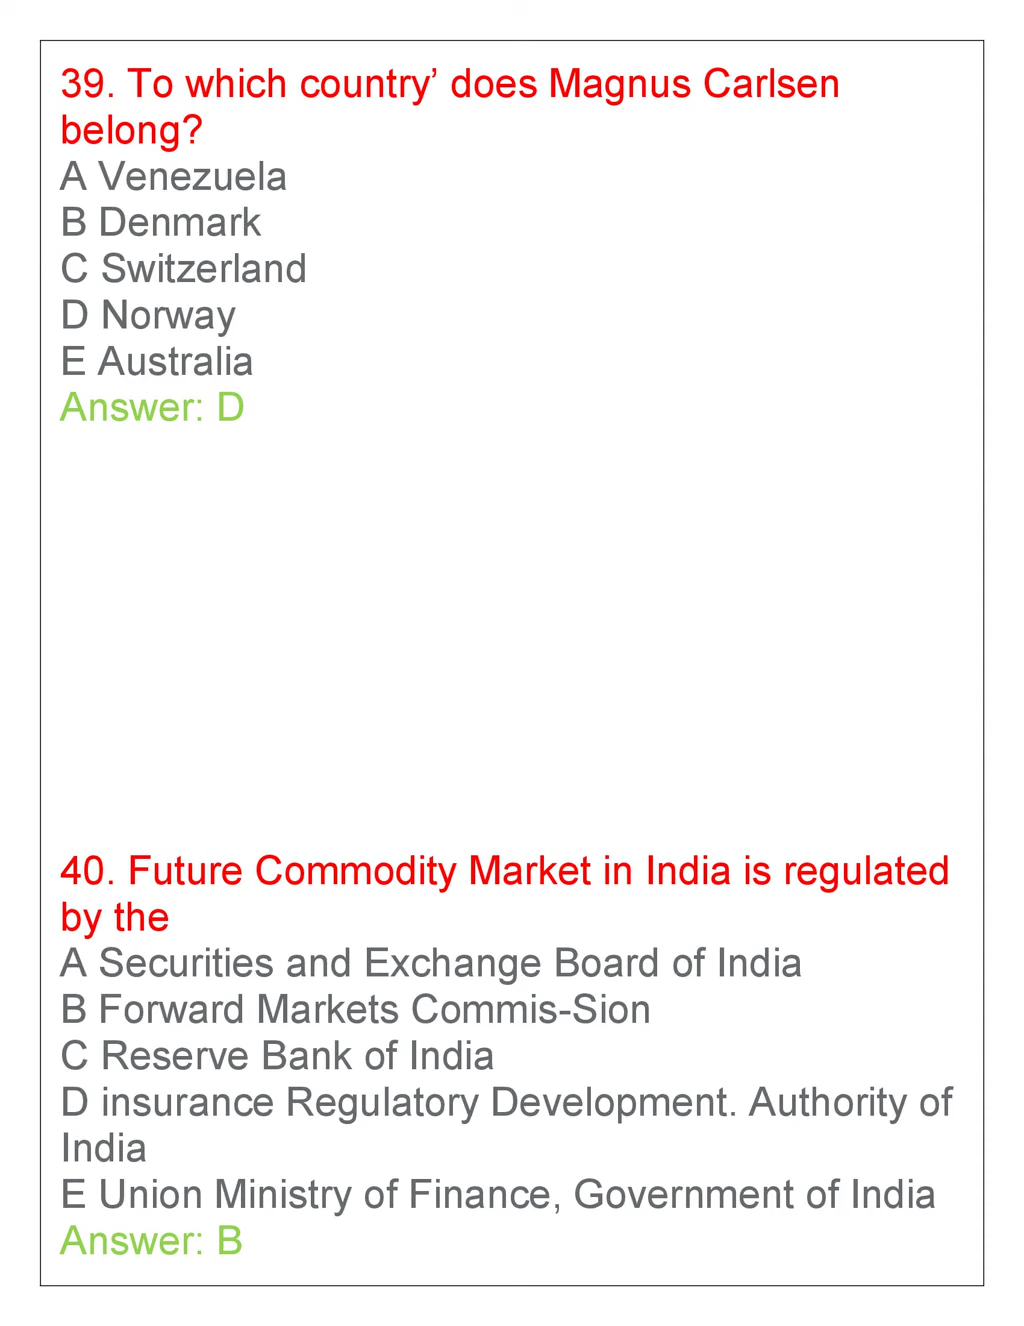 39. To which country’ does Magnus Carlsen
belong?
A Venezuela
B Denmark
C Switzerland
D Norway
E Australia
Answer: D
40. Future Commodity Market in India is regulated
by the
A Securities and Exchange Board of India
B Forward Markets Commis-Sion
C Reserve Bank of India
D insurance Regulatory Development. Authority of
India
E Union Ministry of Finance, Government of India
Answer: B